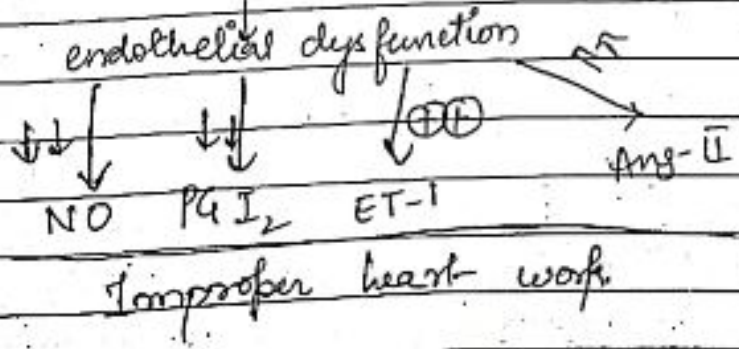 endothelial dysfunction
↓↓ ↓↓ ⊕⊕ ↑↑
NO PGI₂ ET-1 Ang-II
Improper heart work